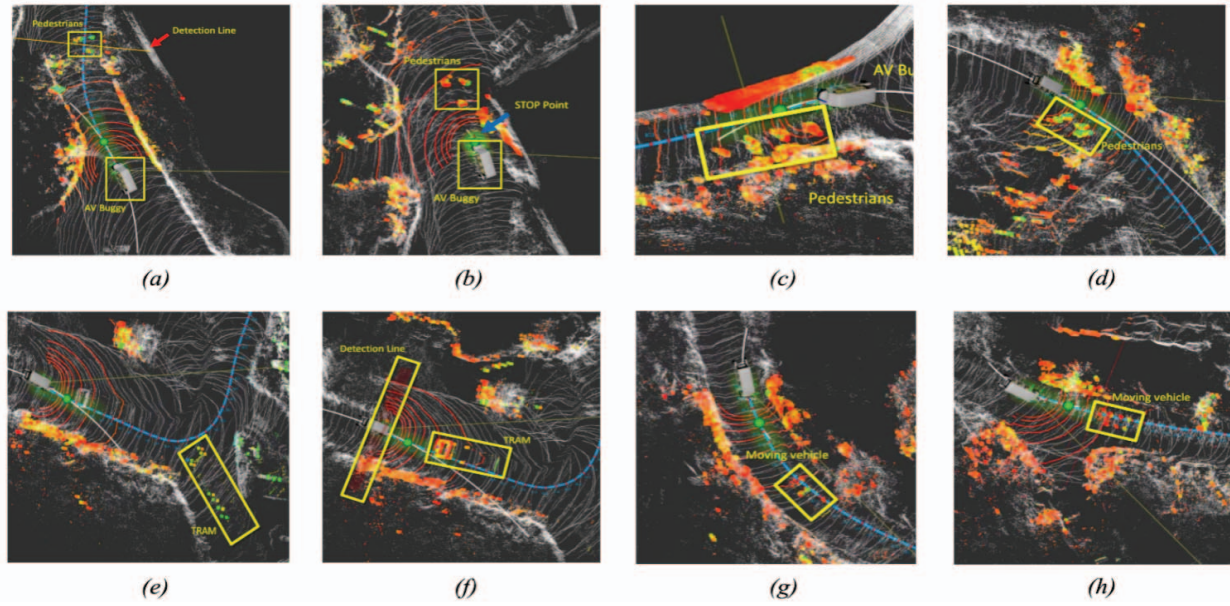 Pedestrians
Detection Line
AV Buggy
(a)
Pedestrians
STOP Point
AV Buggy
(b)
AV Bu
Pedestrians
(c)
Pedestrians
(d)
TRAM
(e)
Detection Line
TRAM
(f)
Moving vehicle
(g)
Moving vehicle
(h)